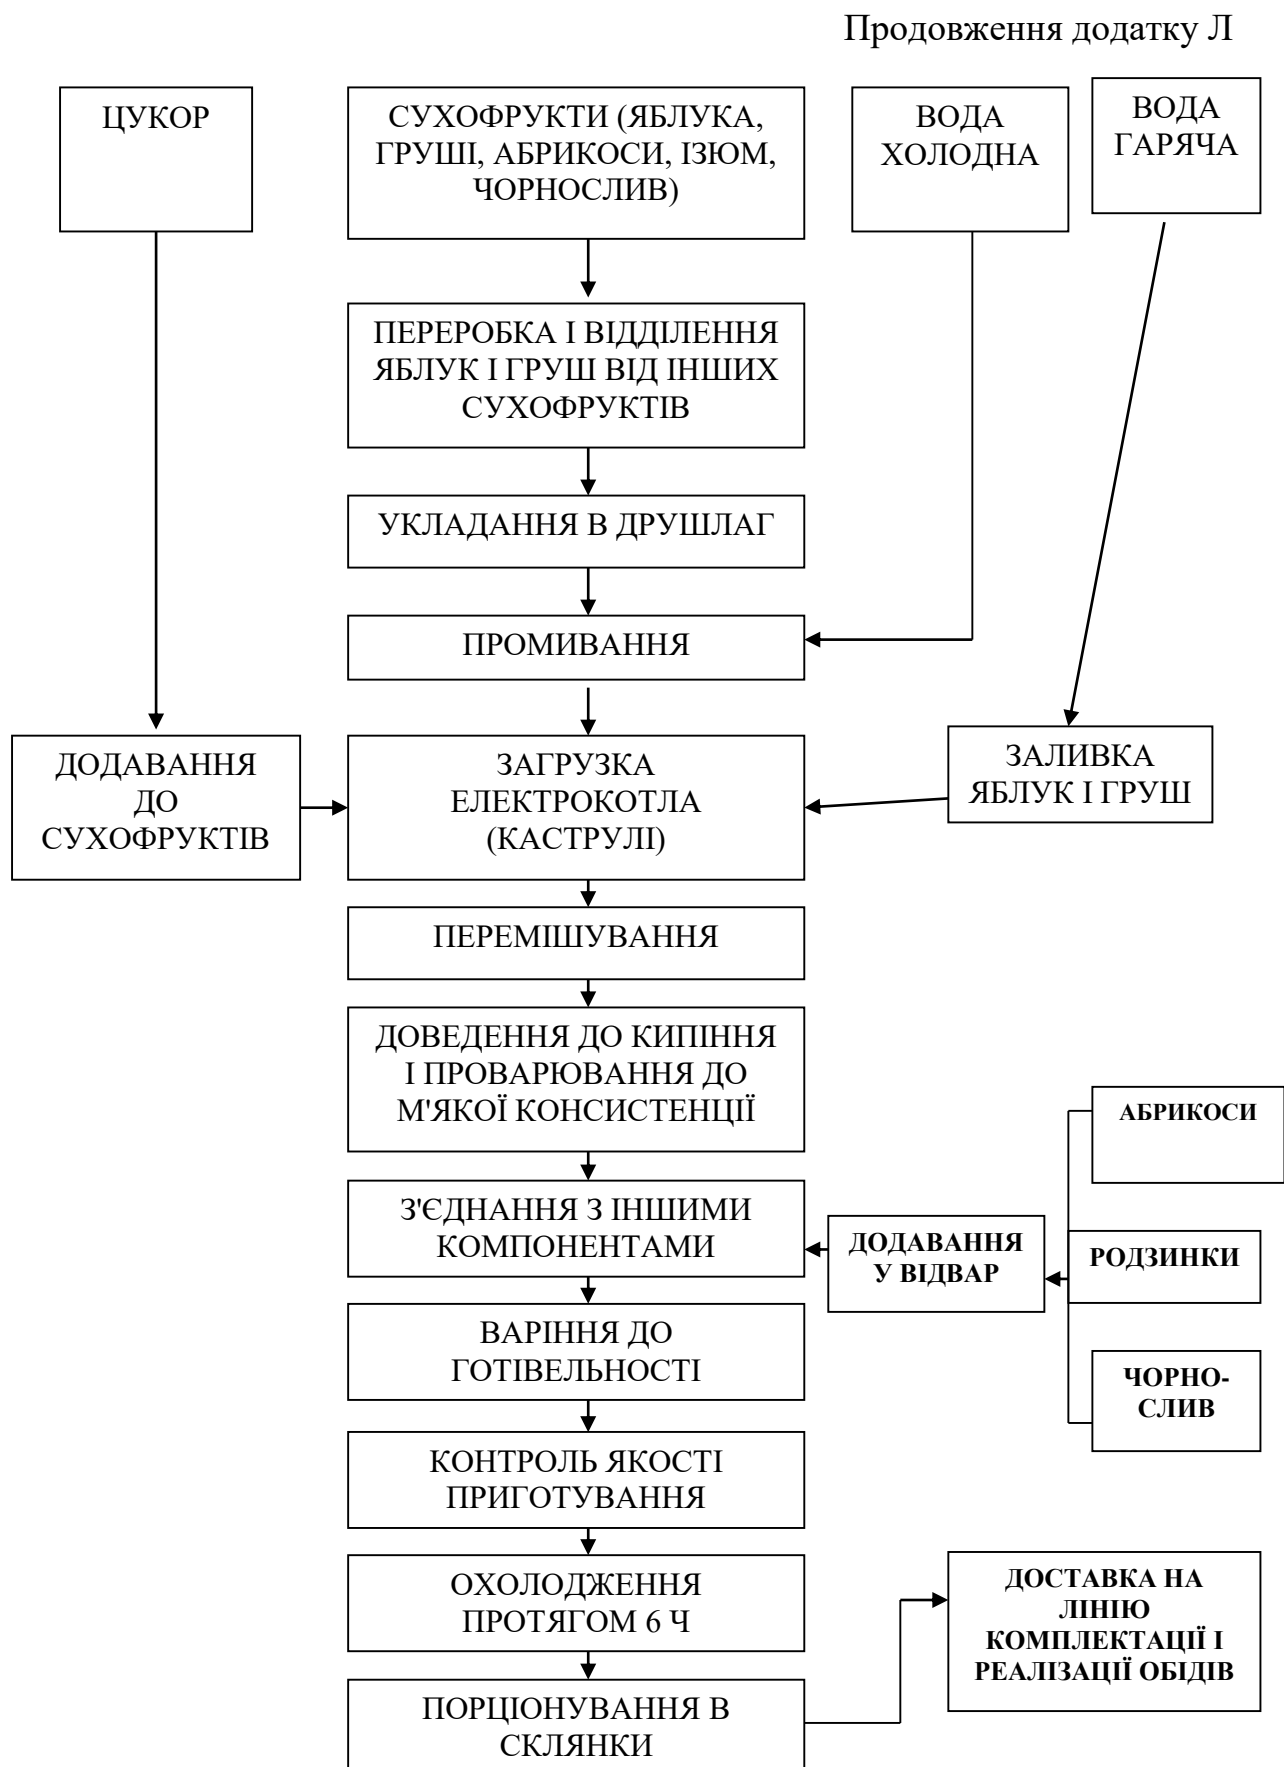 Продовження додатку Л
ЦУКОР
СУХОФРУКТИ (ЯБЛУКА,
ГРУШІ, АБРИКОСИ, ІЗЮМ,
ЧОРНОСЛИВ)
ВОДА
ХОЛОДНА
ВОДА
ГАРЯЧА
ПЕРЕРОБКА І ВІДДІЛЕННЯ
ЯБЛУК І ГРУШ ВІД ІНШИХ
СУХОФРУКТІВ
УКЛАДАННЯ В ДРУШЛАГ
ПРОМИВАННЯ
ДОДАВАННЯ
ДО
СУХОФРУКТІВ
ЗАГРУЗКА
ЕЛЕКТРОКОТЛА
(КАСТРУЛІ)
ЗАЛИВКА
ЯБЛУК І ГРУШ
ПЕРЕМІШУВАННЯ
ДОВЕДЕННЯ ДО КИПІННЯ
І ПРОВАРЮВАННЯ ДО
М'ЯКОЇ КОНСИСТЕНЦІЇ
АБРИКОСИ
З'ЄДНАННЯ З ІНШИМИ
КОМПОНЕНТАМИ
ДОДАВАННЯ
У ВІДВАР
РОДЗИНКИ
ВАРІННЯ ДО
ГОТІВЕЛЬНОСТІ
ЧОРНО-
СЛИВ
КОНТРОЛЬ ЯКОСТІ
ПРИГОТУВАННЯ
ОХОЛОДЖЕННЯ
ПРОТЯГОМ 6 Ч
ДОСТАВКА НА
ЛІНІЮ
КОМПЛЕКТАЦІЇ І
РЕАЛІЗАЦІЇ ОБІДІВ
ПОРЦІОНУВАННЯ В
СКЛЯНКИ